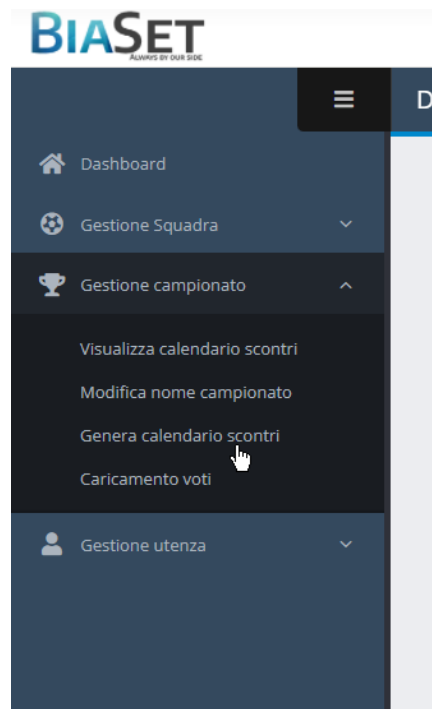 BIASET
ALWAYS BY OUR SIDE
D
Dashboard
Gestione Squadra
Gestione campionato
Visualizza calendario scontri
Modifica nome campionato
Genera calendario scontri
Caricamento voti
Gestione utenza